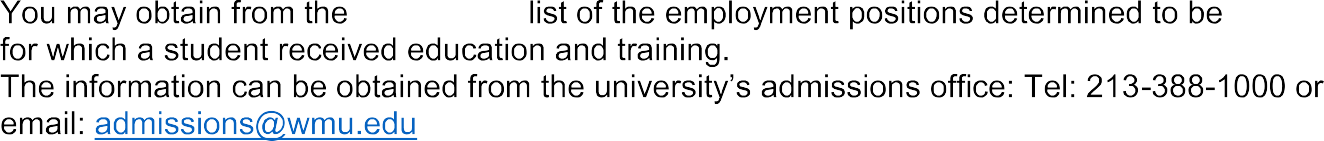 You may obtain from the list of the employment positions determined to be
for which a student received education and training.
The information can be obtained from the university’s admissions office: Tel: 213-388-1000 or
email: admissions@wmu.edu